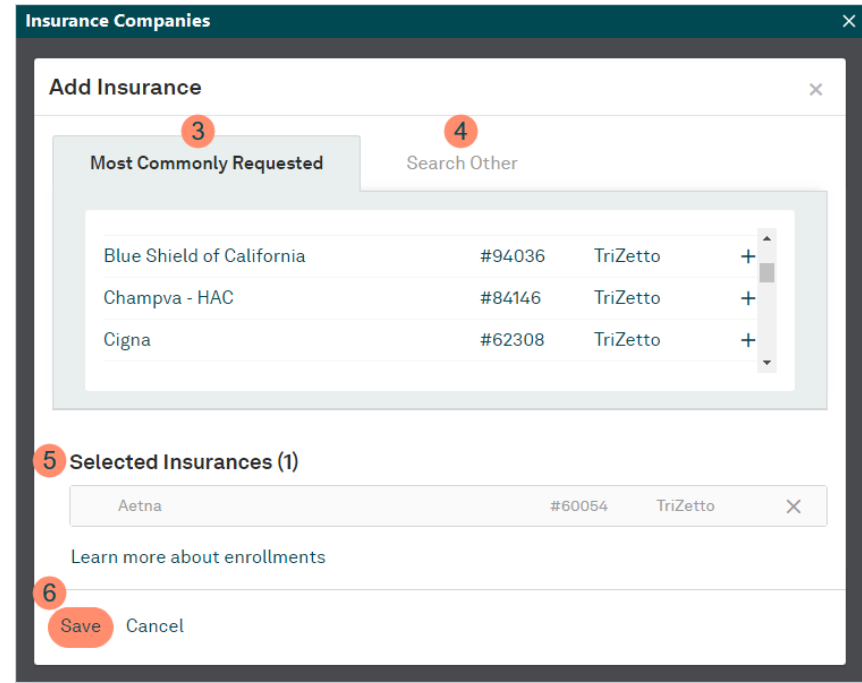 Insurance Companies ×
Add Insurance ×
3 4
Most Commonly Requested Search Other
Blue Shield of California #94036 TriZetto +
Champva - HAC #84146 TriZetto +
Cigna #62308 TriZetto +
5 Selected Insurances (1)
Aetna #60054 TriZetto ×
Learn more about enrollments
6
Save Cancel